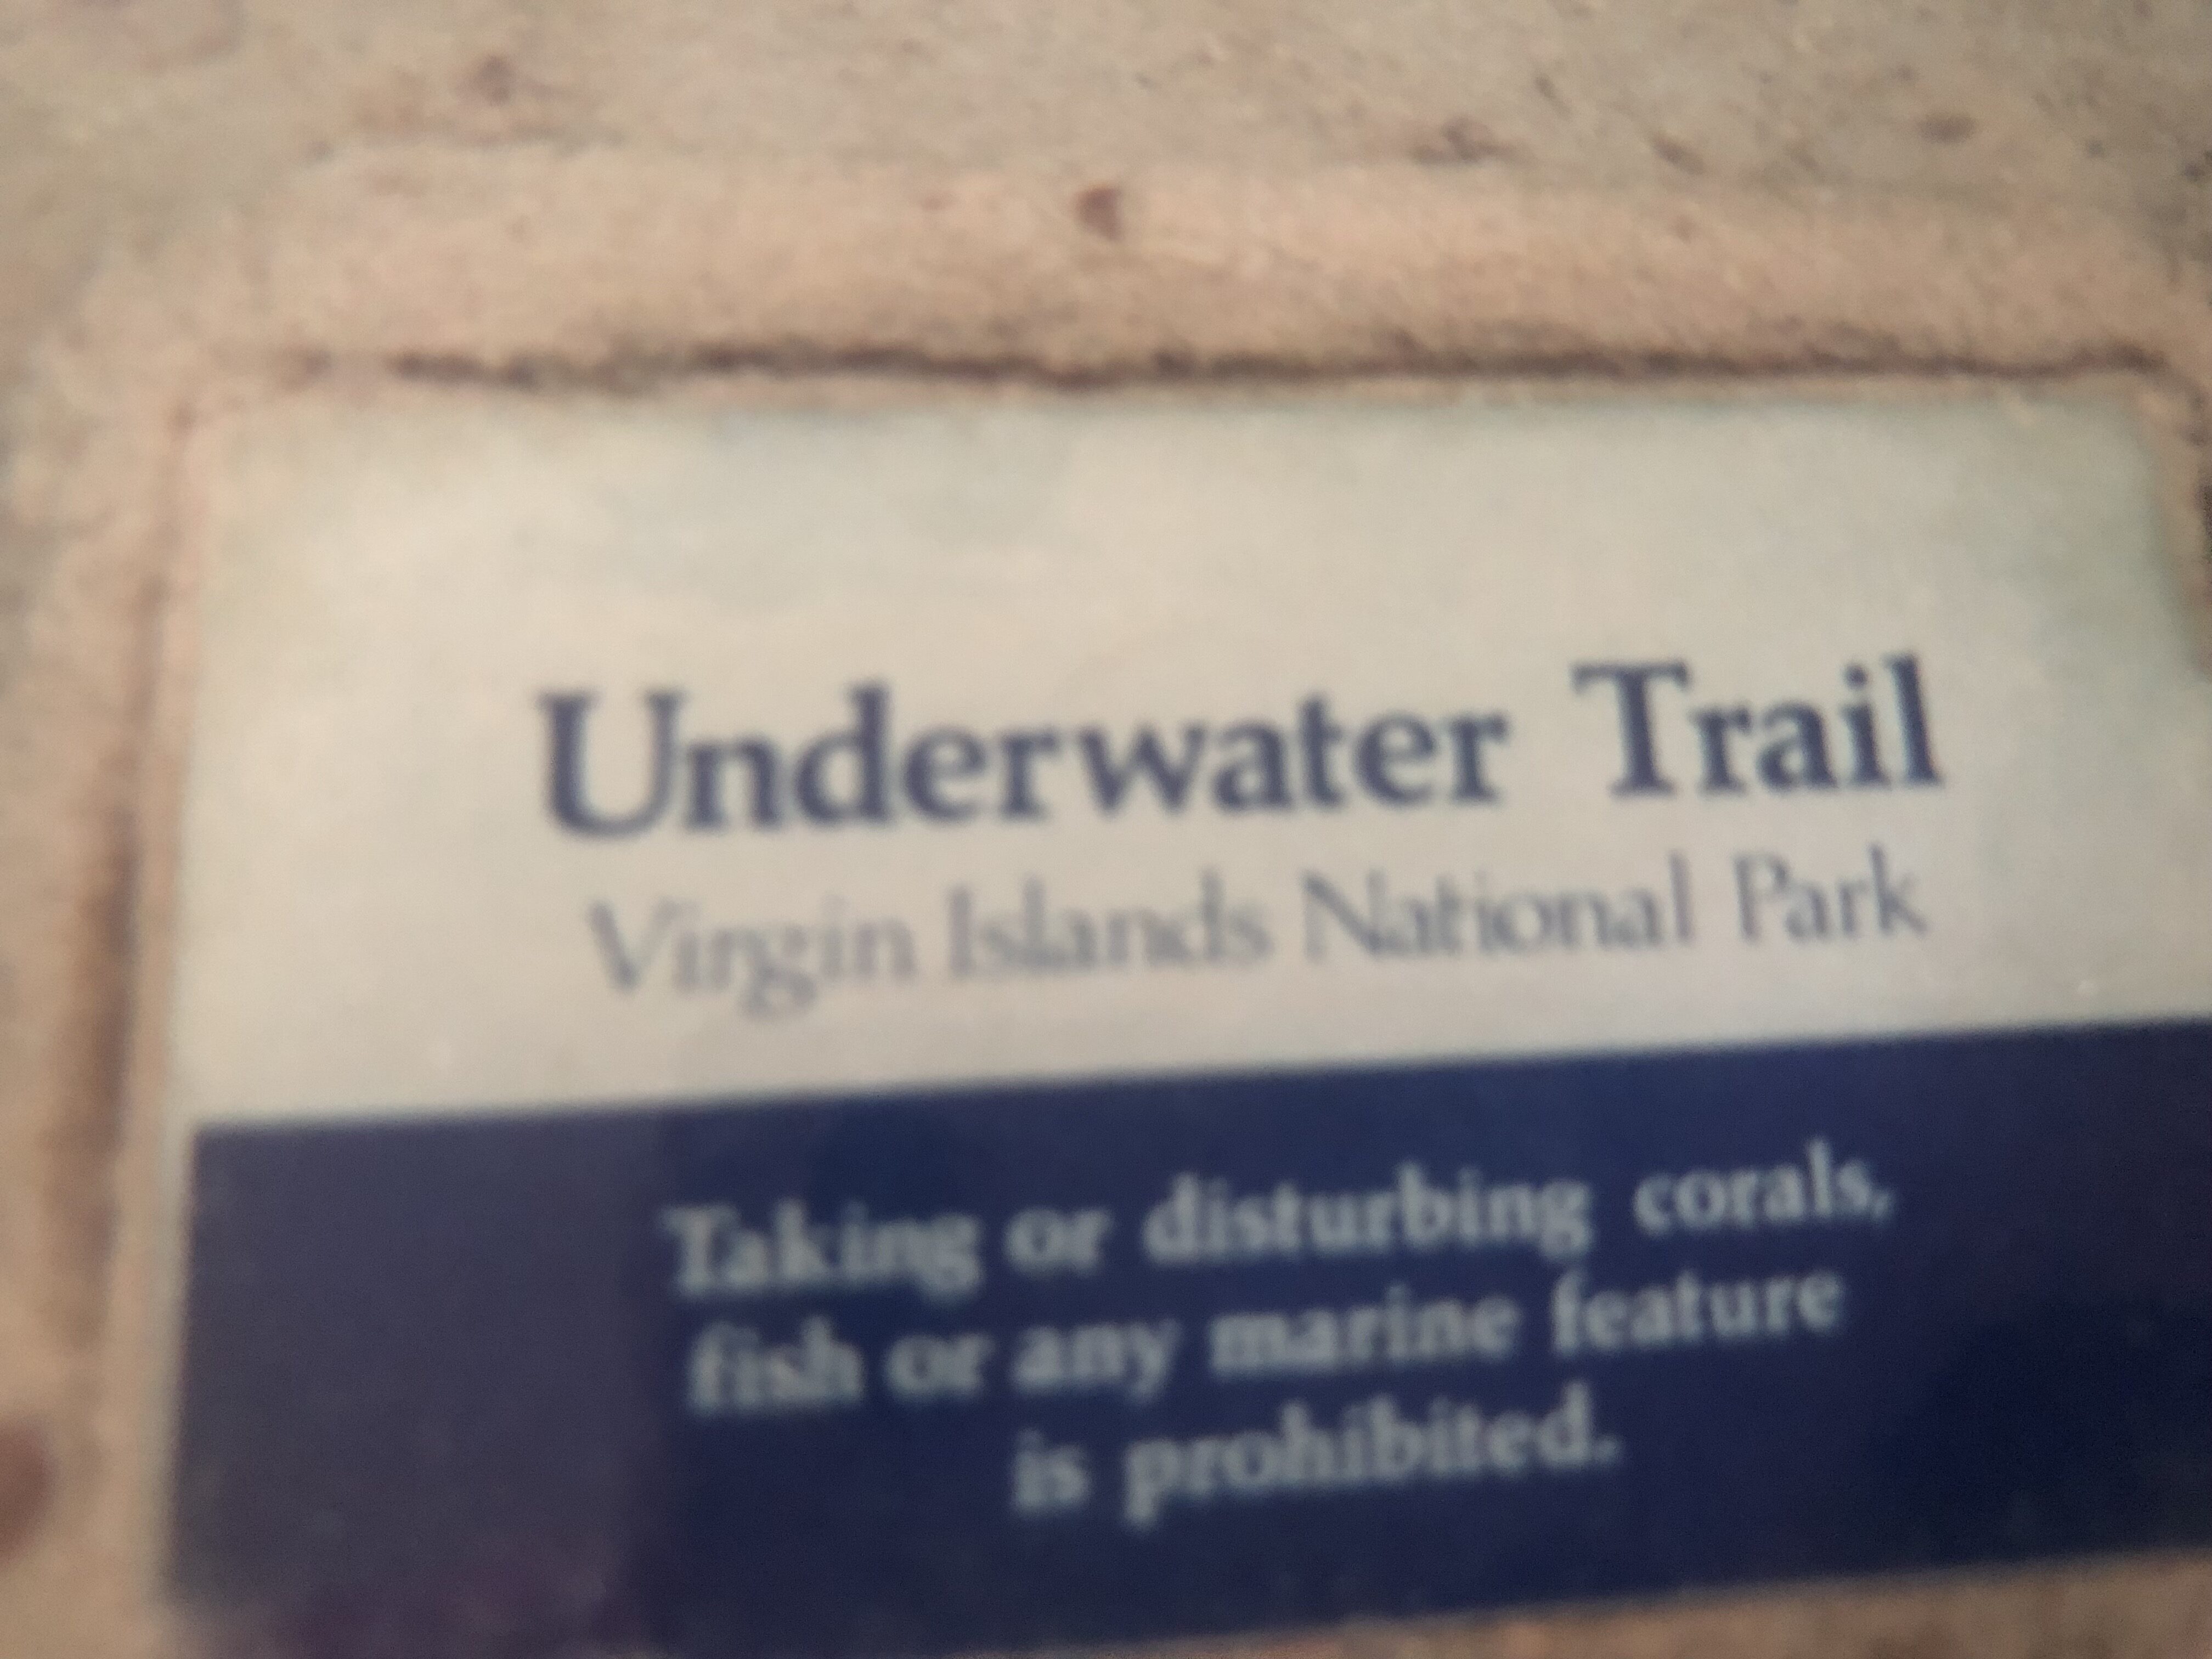 Underwater Trail
Virgin Islands National Park
Taking or disturbing corals,
fish or any marine feature
is prohibited.